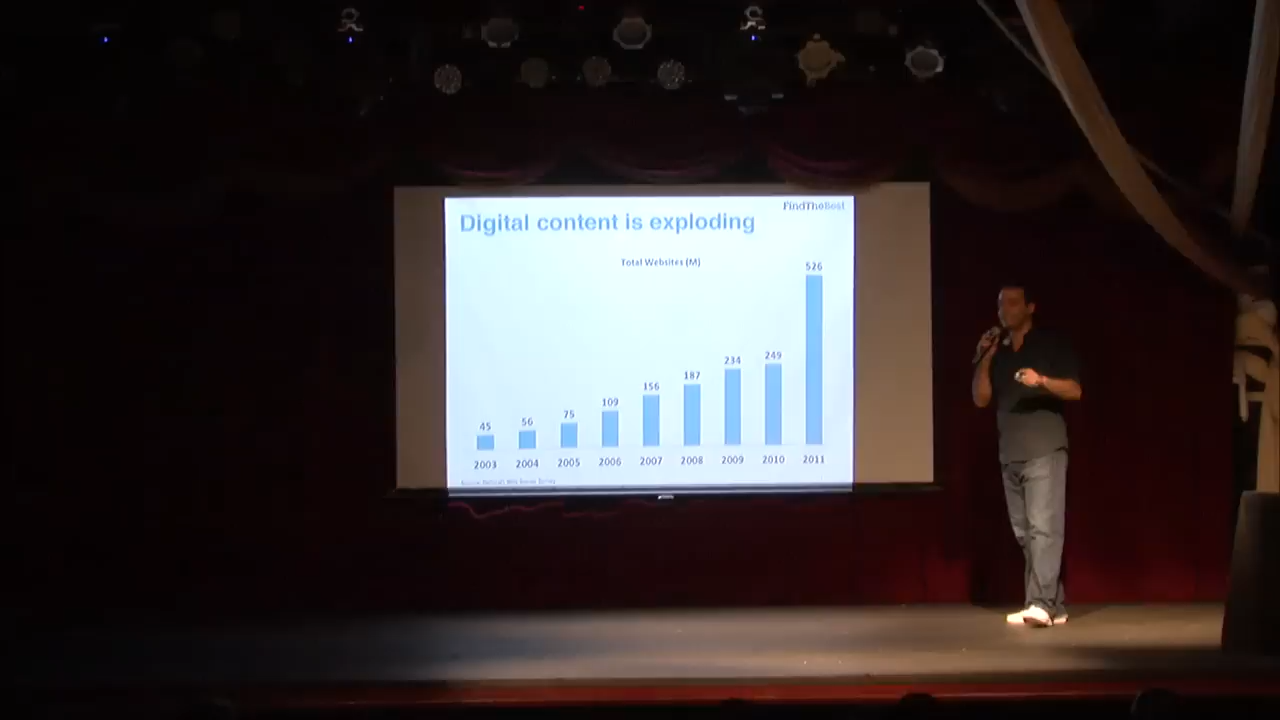 FindTheBest
Digital content is exploding
Total Websites (M)
526
249
234
187
156
109
75
56
45
2003 2004 2005 2006 2007 2008 2009 2010 2011